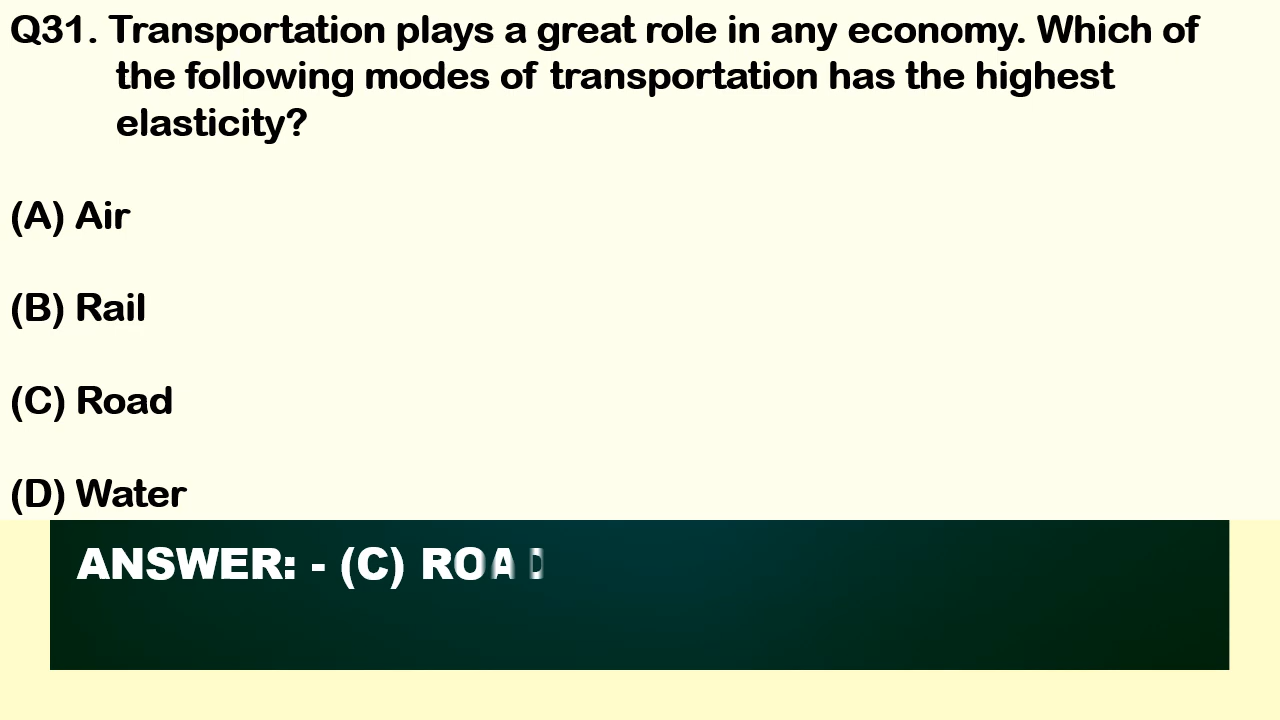 Q31. Transportation plays a great role in any economy. Which of
the following modes of transportation has the highest
elasticity?
(A) Air
(B) Rail
(C) Road
(D) Water
ANSWER: - (C) ROAD